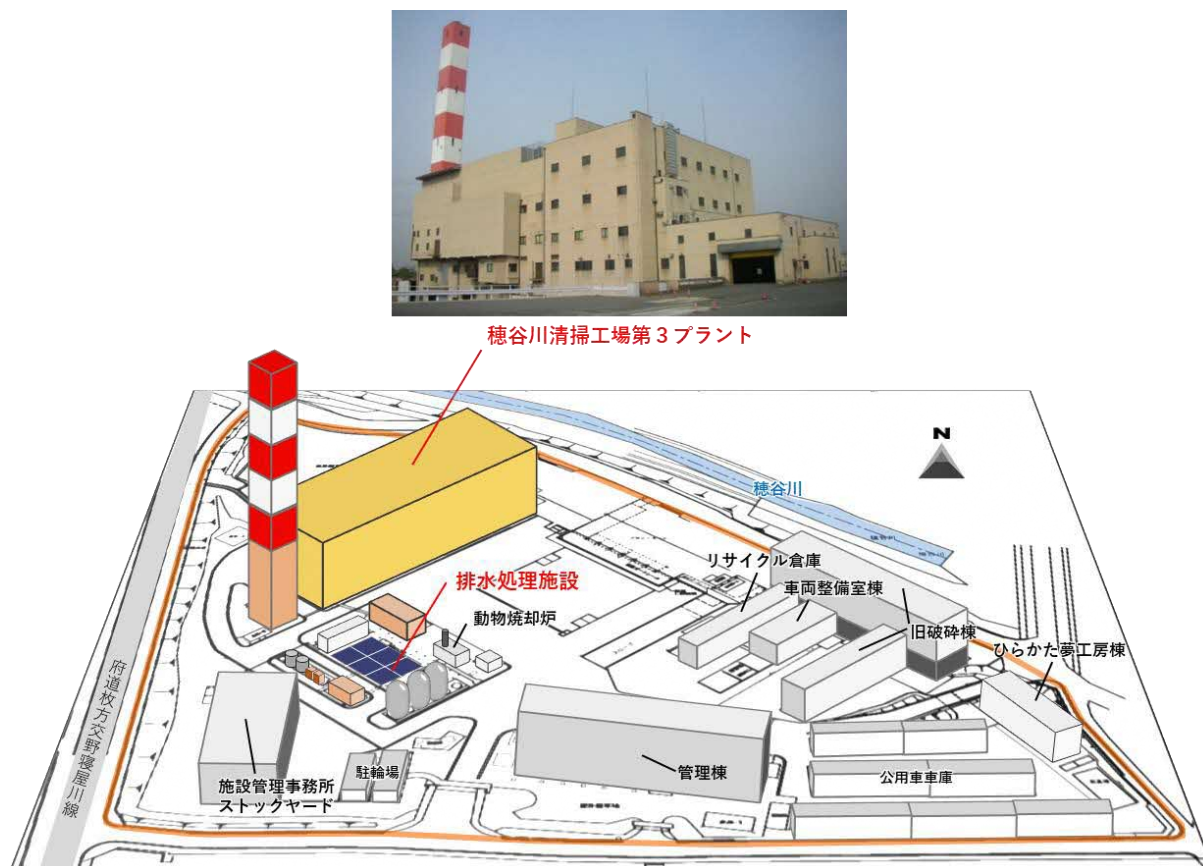 穂谷川清掃工場第３プラント
N
穂谷川
リサイクル倉庫
車両整備室棟
排水処理施設
動物焼却炉
旧破砕棟
ひらかた夢工房棟
府道枚方交野寝屋川線
施設管理事務所
ストックヤード
駐輪場
管理棟
公用車車庫